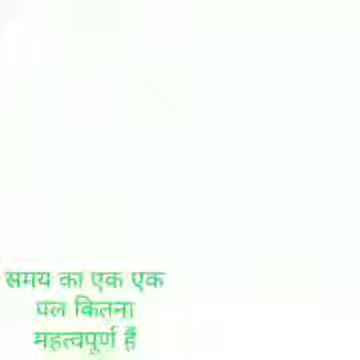 समय का एक एक
पल कितना
महत्वपूर्ण हैं